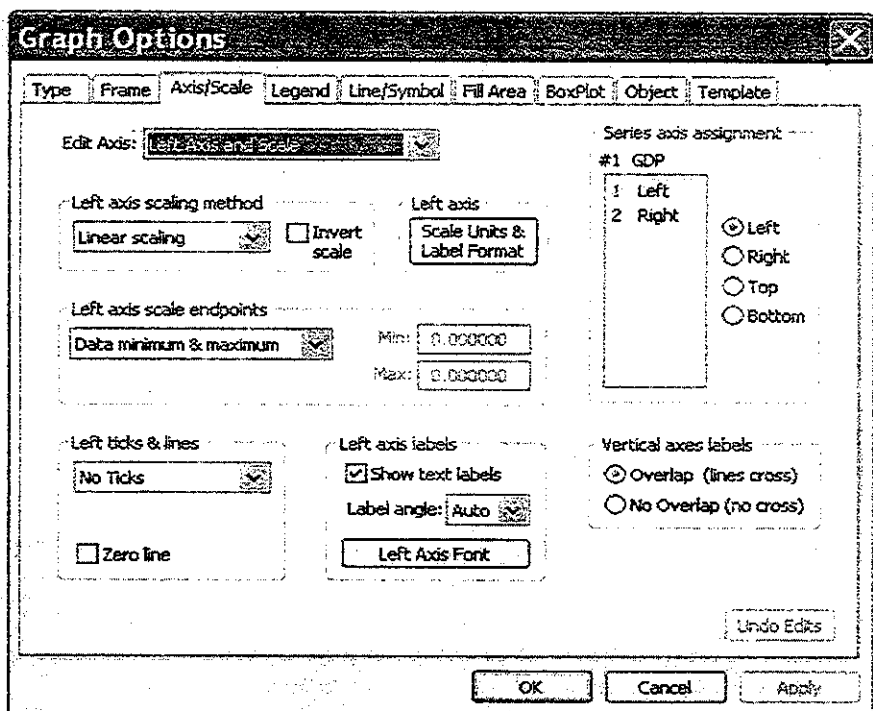 Graph Options
Type Frame Axis/Scale Legend Line/Symbol Fill Area BoxPlot Object Template
Edit Axis: Left Axis and Scale
Left axis scaling method
Linear scaling
Invert scale
Left axis
Scale Units &
Label Format
Left axis scale endpoints
Data minimum & maximum
Min: 0.000000
Max: 0.000000
Left ticks & lines
No Ticks
Zero line
Left axis labels
Show text labels
Label angle: Auto
Left Axis Font
Series axis assignment
#1 GDP
1 Left
2 Right
Left
Right
Top
Bottom
Vertical axes labels
Overlap (lines cross)
No Overlap (no cross)
Undo Edits
OK Cancel Apply